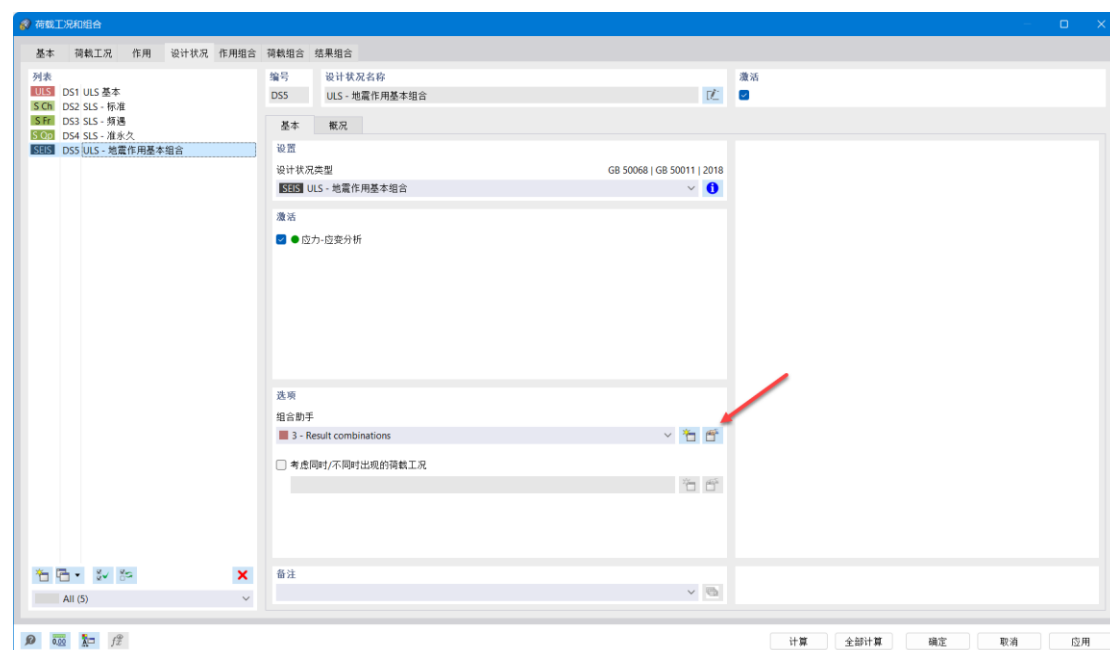 荷载工况和组合
基本 荷载工况 作用 设计状况 作用组合 荷载组合 结果组合
列表
ULS DS1 ULS 基本
S Ch DS2 SLS - 标准
S Fr DS3 SLS - 频遇
S Qp DS4 SLS - 准永久
SEIS DS5 ULS - 地震作用基本组合
All (5)
编号 设计状况名称
DS5 ULS - 地震作用基本组合
激活
基本 概况
设置
设计状况类型 GB 50068 | GB 50011 | 2018
SEIS ULS - 地震作用基本组合
激活
应力-应变分析
选项
组合助手
3 - Result combinations
考虑同时/不同时出现的荷载工况
备注
计算 全部计算 确定 取消 应用